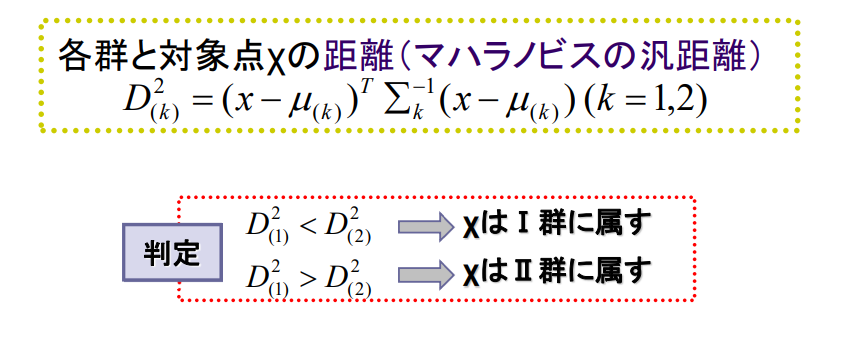 各群と対象点χの距離(マハラノビスの汎距離)
D²₍ₖ₎ = (x − μ₍ₖ₎)ᵀ Σₖ⁻¹ (x − μ₍ₖ₎) (k = 1,2)
D²₍₁₎ < D²₍₂₎ χはⅠ群に属す
判定
D²₍₁₎ > D²₍₂₎ χはⅡ群に属す